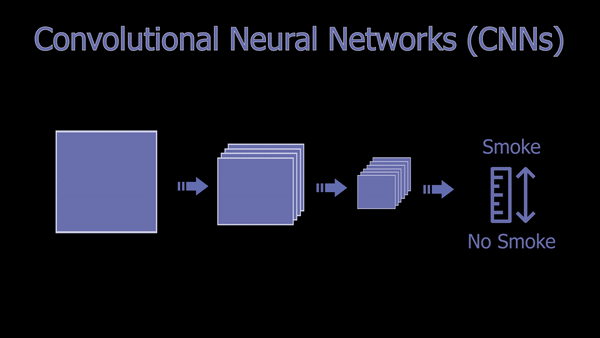 Convolutional Neural Networks (CNNs)
Smoke
No Smoke